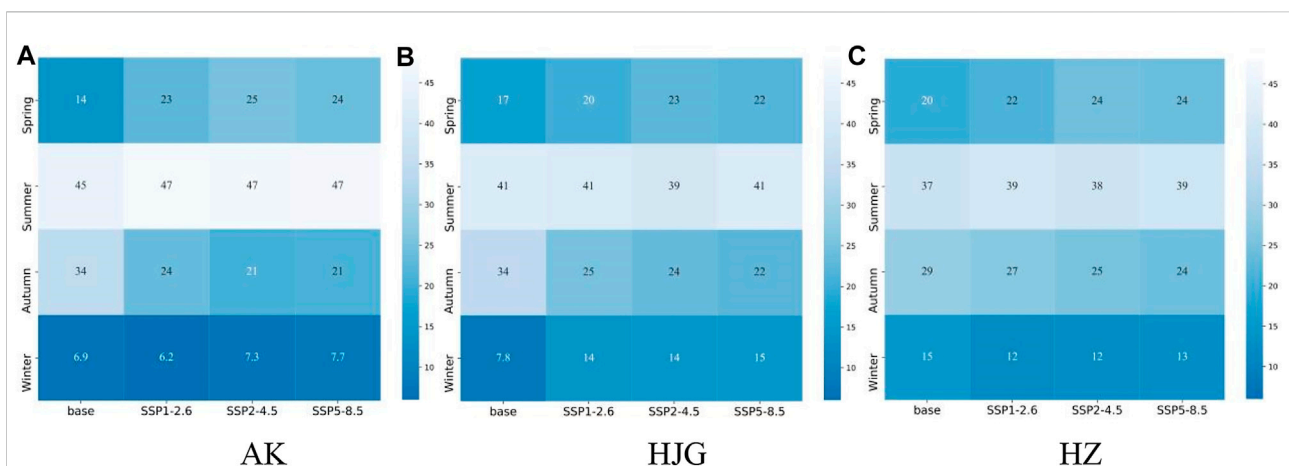 A
Spring
14 23 25 24
Summer
45 47 47 47
Autumn
34 24 21 21
Winter
6.9 6.2 7.3 7.7
base SSP1-2.6 SSP2-4.5 SSP5-8.5
45
40
35
30
25
20
15
10
AK
B
Spring
17 20 23 22
Summer
41 41 39 41
Autumn
34 25 24 22
Winter
7.8 14 14 15
base SSP1-2.6 SSP2-4.5 SSP5-8.5
45
40
35
30
25
20
15
10
HJG
C
Spring
20 22 24 24
Summer
37 39 38 39
Autumn
29 27 25 24
Winter
15 12 12 13
base SSP1-2.6 SSP2-4.5 SSP5-8.5
45
40
35
30
25
20
15
10
HZ